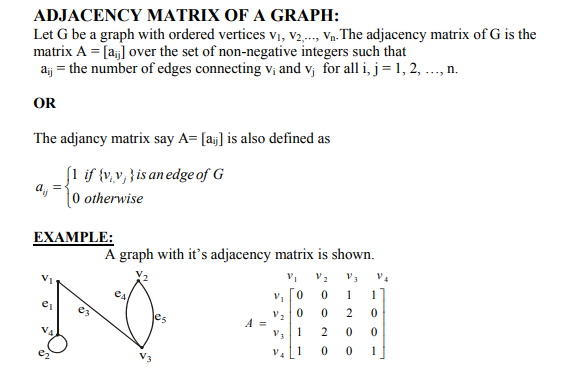 ADJACENCY MATRIX OF A GRAPH:
Let G be a graph with ordered vertices v₁, v₂,..., vₙ.The adjacency matrix of G is the
matrix A = [aᵢⱼ] over the set of non-negative integers such that
aᵢⱼ = the number of edges connecting vᵢ and vⱼ for all i, j = 1, 2, …, n.
OR
The adjancy matrix say A= [aᵢⱼ] is also defined as
aᵢⱼ = {1 if {vᵢ,vⱼ} is an edge of G
0 otherwise
EXAMPLE:
A graph with it’s adjacency matrix is shown.
v₁ v₂
e₁ e₃ e₄ e₅
v₄
e₂ v₃
v₁ v₂ v₃ v₄
v₁ [0 0 1 1]
A = v₂ [0 0 2 0]
v₃ [1 2 0 0]
v₄ [1 0 0 1]